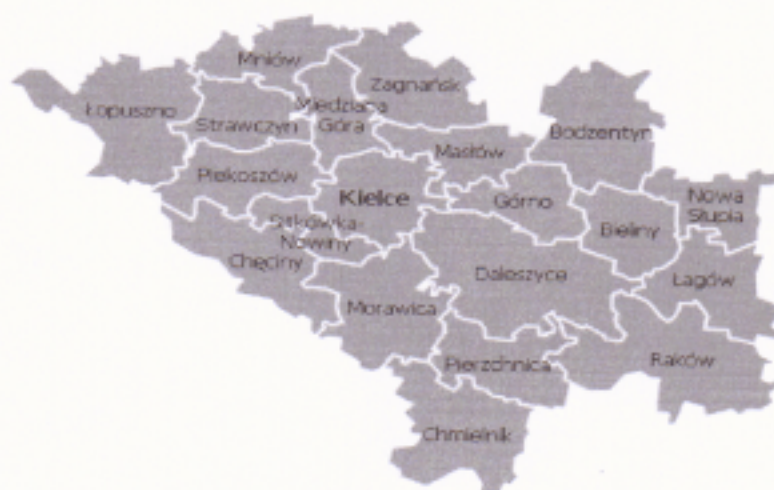 Mniów
Zagnańsk
Łopuszno
Miedziana
Góra
Strawczyn
Bodzentyn
Masłów
Piekoszów
Kielce
Górno
Nowa
Słupia
Bieliny
Sitkówka-
Nowiny
Chęciny
Daleszyce
Łagów
Morawica
Pierzchnica
Raków
Chmielnik